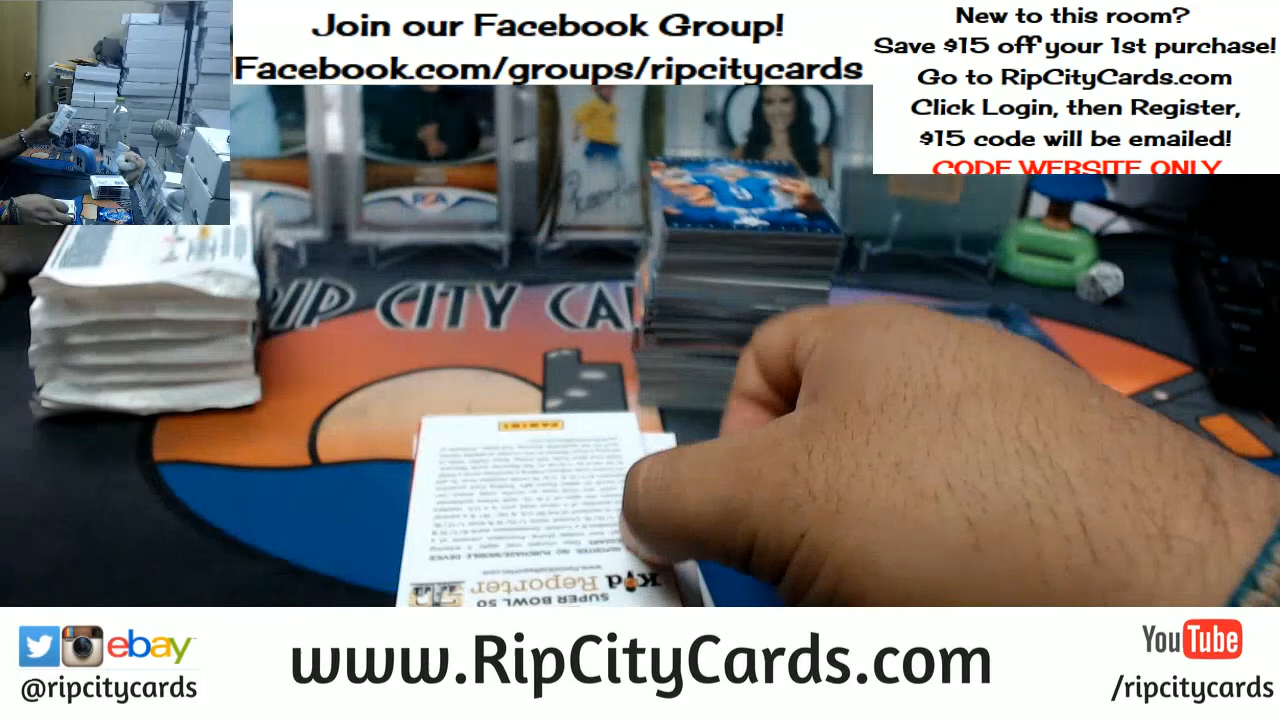 Join our Facebook Group!
Facebook.com/groups/ripcitycards
New to this room?
Save $15 off your 1st purchase!
Go to RipCityCards.com
Click Login, then Register,
$15 code will be emailed!
CODE WEBSITE ONLY
RIP CITY CA
PANINI
Kid Reporter
SUPER BOWL 50
ebay
@ripcitycards
www.RipCityCards.com
YouTube
/ripcitycards